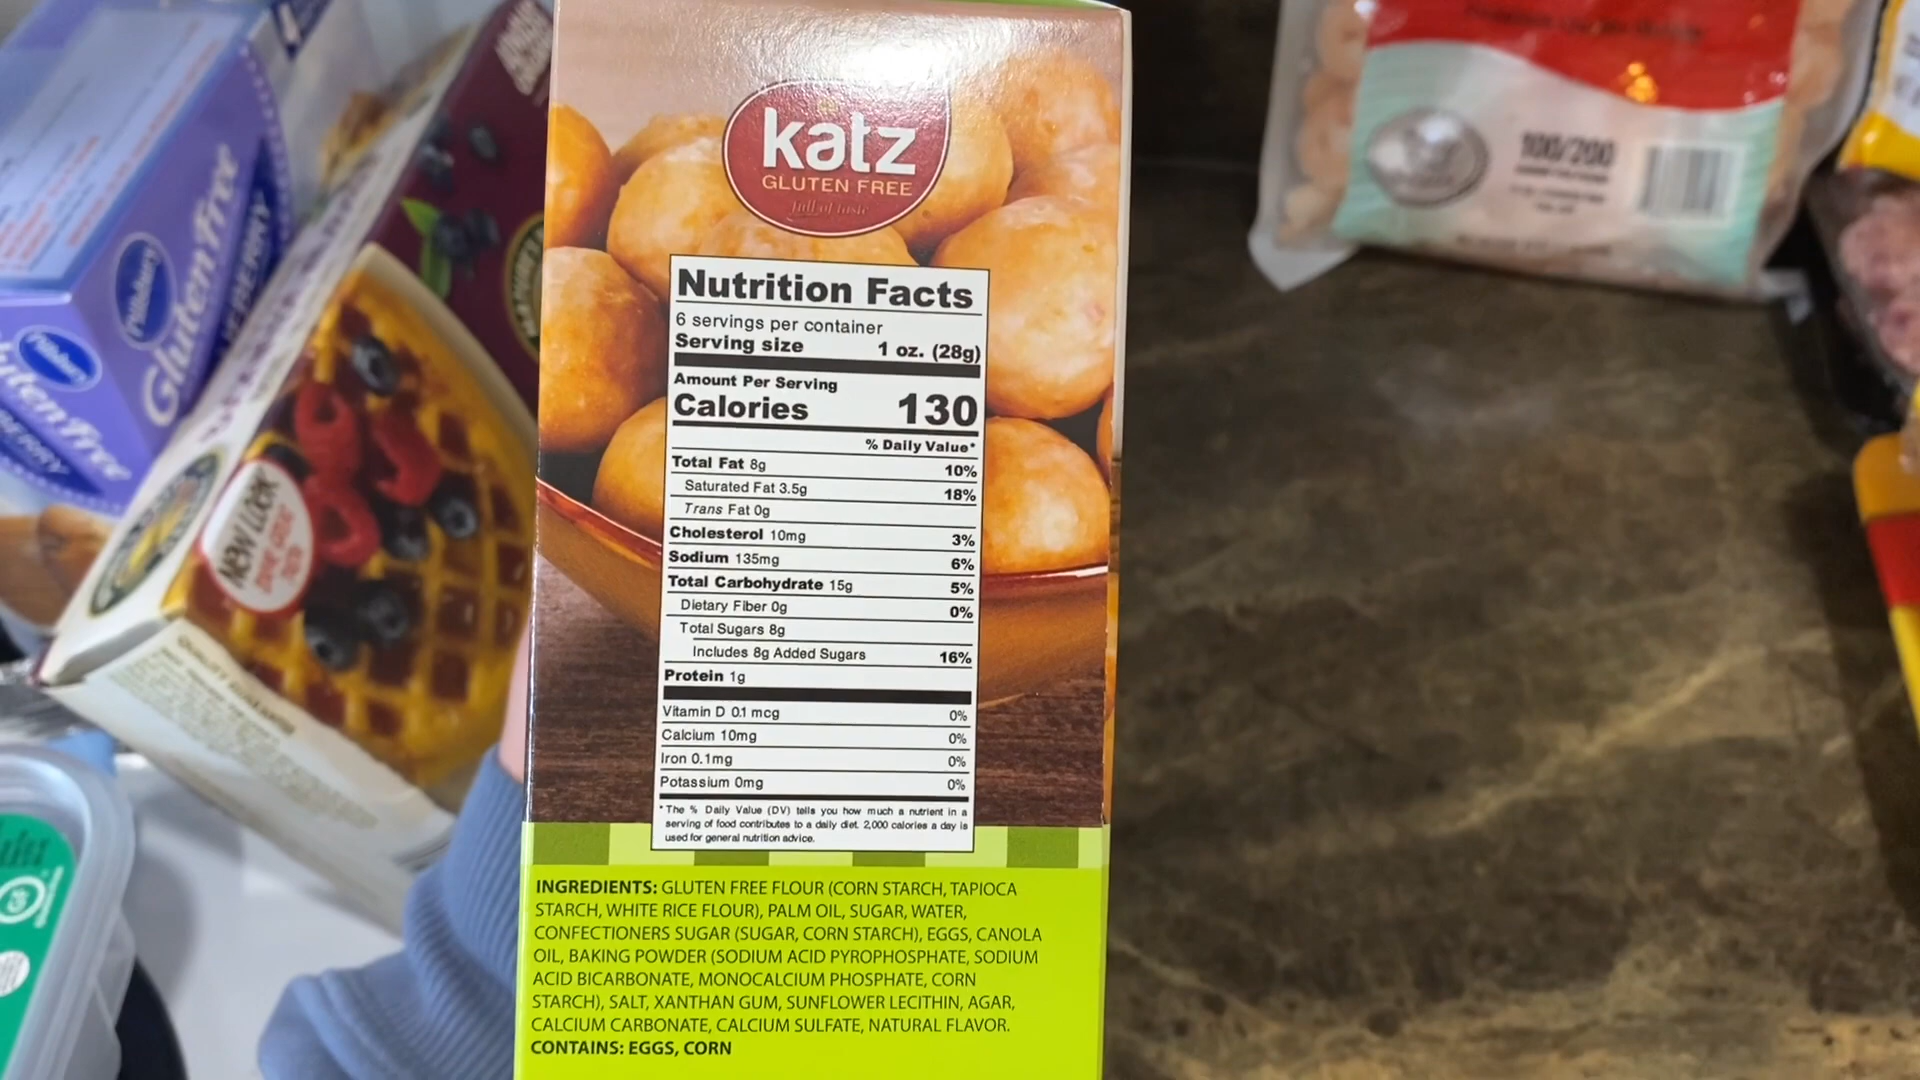 katz
GLUTEN FREE
full of taste
Nutrition Facts
6 servings per container
Serving size 1 oz. (28g)
Amount Per Serving
Calories 130
% Daily Value*
Total Fat 8g 10%
Saturated Fat 3.5g 18%
Trans Fat 0g
Cholesterol 10mg 3%
Sodium 135mg 6%
Total Carbohydrate 15g 5%
Dietary Fiber 0g 0%
Total Sugars 8g
Includes 8g Added Sugars 16%
Protein 1g
Vitamin D 0.1 mcg 0%
Calcium 10mg 0%
Iron 0.1mg 0%
Potassium 0mg 0%
*The % Daily Value (DV) tells you how much a nutrient in a
serving of food contributes to a daily diet. 2,000 calories a day is
used for general nutrition advice.
INGREDIENTS: GLUTEN FREE FLOUR (CORN STARCH, TAPIOCA
STARCH, WHITE RICE FLOUR), PALM OIL, SUGAR, WATER,
CONFECTIONERS SUGAR (SUGAR, CORN STARCH), EGGS, CANOLA
OIL, BAKING POWDER (SODIUM ACID PYROPHOSPHATE, SODIUM
ACID BICARBONATE, MONOCALCIUM PHOSPHATE, CORN
STARCH), SALT, XANTHAN GUM, SUNFLOWER LECITHIN, AGAR,
CALCIUM CARBONATE, CALCIUM SULFATE, NATURAL FLAVOR.
CONTAINS: EGGS, CORN
Pillsbury
Gluten free
Pillsbury
NEW LOOK
QUALITY GUARANTEE
100/200